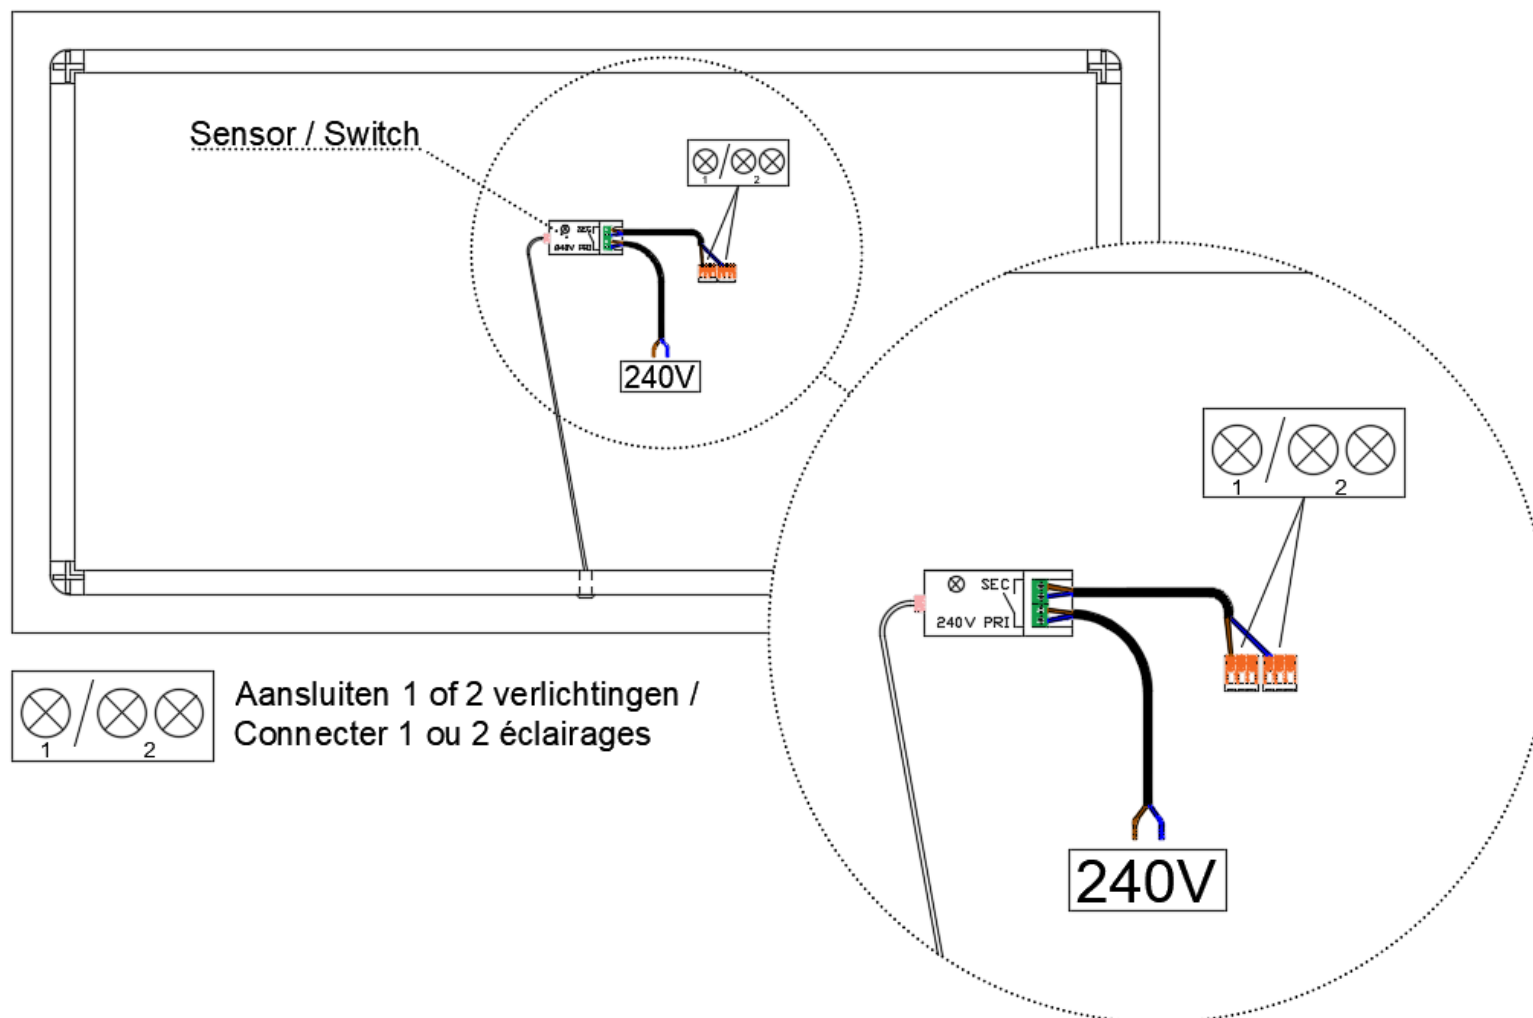 Sensor / Switch
1 2
SEC
240V PRI
240V
1 2
SEC
240V PRI
240V
1 2
Aansluiten 1 of 2 verlichtingen /
Connecter 1 ou 2 éclairages